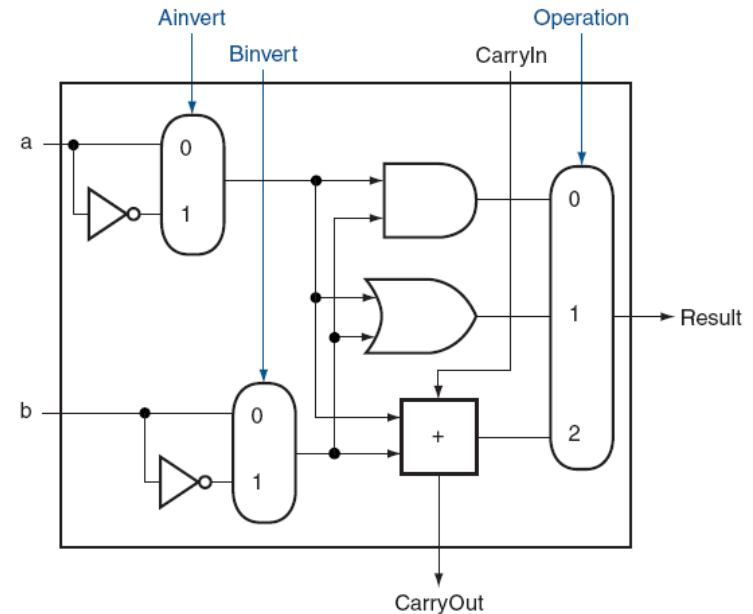 Ainvert
Operation
Binvert
CarryIn
a
0
1
0
1
Result
b
0
1
+
2
CarryOut